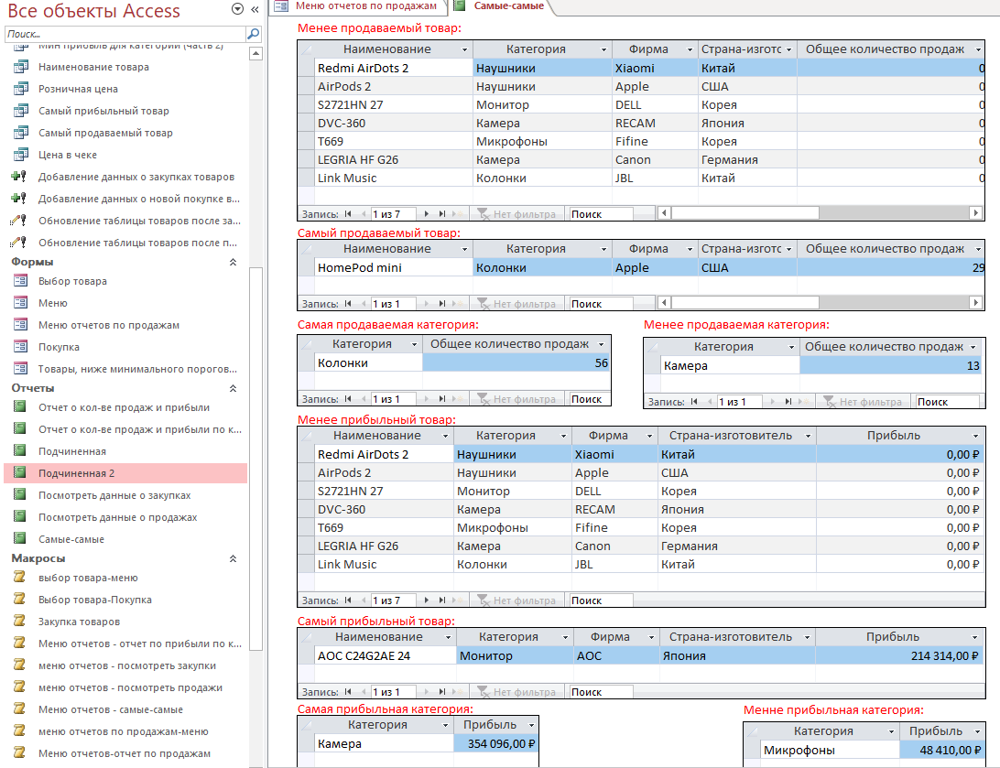 Все объекты Access
Поиск...
Мин прибыль для категории (часть 2)
Наименование товара
Розничная цена
Самый прибыльный товар
Самый продаваемый товар
Цена в чеке
Добавление данных о закупках товаров
Добавление данных о новой покупке в...
Обновление таблицы товаров после за...
Обновление таблицы товаров после п...
Формы
Выбор товара
Меню
Меню отчетов по продажам
Покупка
Товары, ниже минимального порогов...
Отчеты
Отчет о кол-ве продаж и прибыли
Отчет о кол-ве продаж и прибыли по к...
Подчиненная
Подчиненная 2
Посмотреть данные о закупках
Посмотреть данные о продажах
Самые-самые
Макросы
выбор товара-меню
Выбор товара-Покупка
Закупка товаров
Меню отчетов - отчет по прибыли по к...
меню отчетов - посмотреть закупки
меню отчетов - посмотреть продажи
Меню отчетов - самые-самые
меню отчетов по продажам-меню
Меню отчетов-отчет по продажам
Меню отчетов по продажам Самые-самые
Менее продаваемый товар:
Наименование Категория Фирма Страна-изготс Общее количество продаж
Redmi AirDots 2 Наушники Xiaomi Китай 0
AirPods 2 Наушники Apple США 0
S2721HN 27 Монитор DELL Корея 0
DVC-360 Камера RECAM Япония 0
T669 Микрофоны Fifine Корея 0
LEGRIA HF G26 Камера Canon Германия 0
Link Music Колонки JBL Китай 0
Запись: 1 из 7 Нет фильтра Поиск
Самый продаваемый товар:
Наименование Категория Фирма Страна-изготс Общее количество продаж
HomePod mini Колонки Apple США 29
Запись: 1 из 1 Нет фильтра Поиск
Самая продаваемая категория:
Категория Общее количество продаж
Колонки 56
Запись: 1 из 1 Нет фильтра Поиск
Менее продаваемая категория:
Категория Общее количество продаж
Камера 13
Запись: 1 из 1 Нет фильтра Поиск
Менее прибыльный товар:
Наименование Категория Фирма Страна-изготовитель Прибыль
Redmi AirDots 2 Наушники Xiaomi Китай 0,00 ₽
AirPods 2 Наушники Apple США 0,00 ₽
S2721HN 27 Монитор DELL Корея 0,00 ₽
DVC-360 Камера RECAM Япония 0,00 ₽
T669 Микрофоны Fifine Корея 0,00 ₽
LEGRIA HF G26 Камера Canon Германия 0,00 ₽
Link Music Колонки JBL Китай 0,00 ₽
Запись: 1 из 7 Нет фильтра Поиск
Самый прибыльный товар:
Наименование Категория Фирма Страна-изготовитель Прибыль
AOC C24G2AE 24 Монитор AOC Япония 214 314,00 ₽
Запись: 1 из 1 Нет фильтра Поиск
Самая прибыльная категория:
Категория Прибыль
Камера 354 096,00 ₽
Менне прибыльная категория:
Категория Прибыль
Микрофоны 48 410,00 ₽